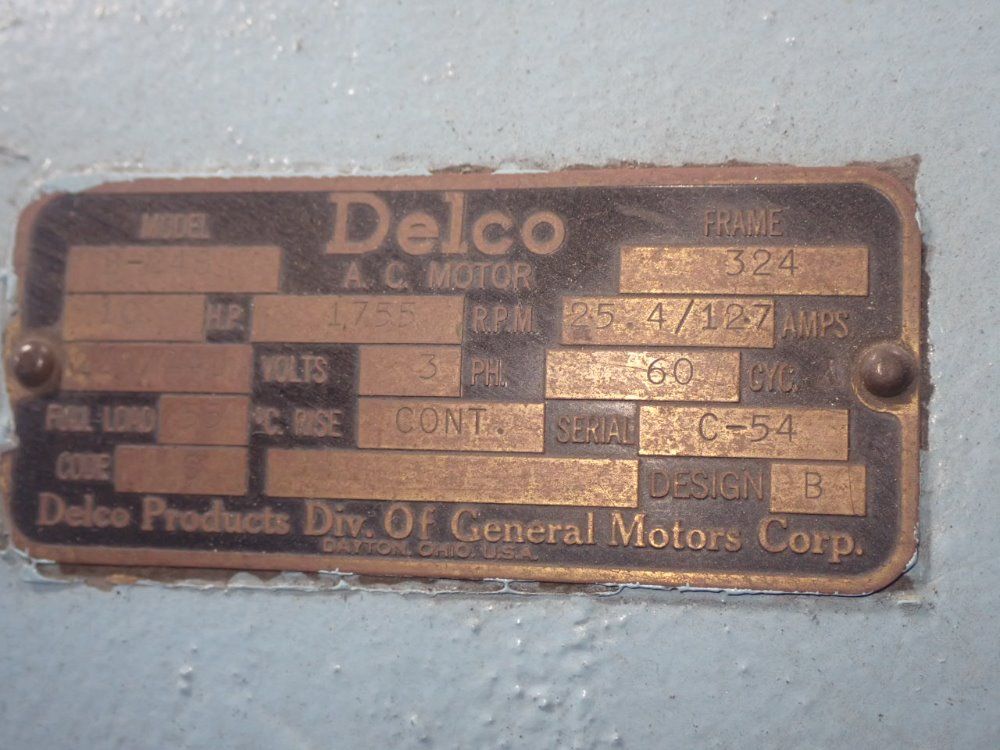 Delco
MODEL A. C. MOTOR FRAME 324
10 H.P. 1755 R.P.M. 25.4/127 AMPS
VOLTS 3 PH. 60 CYC.
FULL LOAD °C. RISE CONT. SERIAL C-54
CODE DESIGN B
Delco Products Div. Of General Motors Corp.
DAYTON, OHIO, U.S.A.